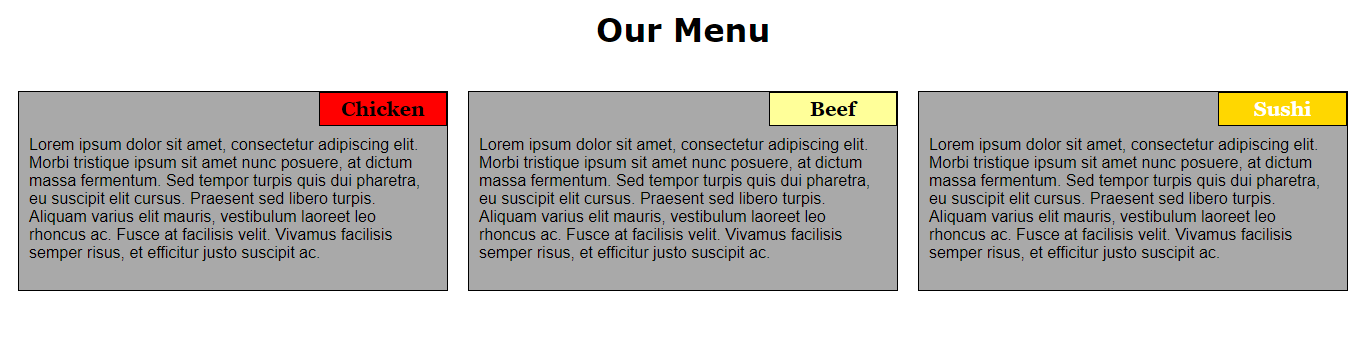 Our Menu
Chicken
Lorem ipsum dolor sit amet, consectetur adipiscing elit.
Morbi tristique ipsum sit amet nunc posuere, at dictum
massa fermentum. Sed tempor turpis quis dui pharetra,
eu suscipit elit cursus. Praesent sed libero turpis.
Aliquam varius elit mauris, vestibulum laoreet leo
rhoncus ac. Fusce at facilisis velit. Vivamus facilisis
semper risus, et efficitur justo suscipit ac.
Beef
Lorem ipsum dolor sit amet, consectetur adipiscing elit.
Morbi tristique ipsum sit amet nunc posuere, at dictum
massa fermentum. Sed tempor turpis quis dui pharetra,
eu suscipit elit cursus. Praesent sed libero turpis.
Aliquam varius elit mauris, vestibulum laoreet leo
rhoncus ac. Fusce at facilisis velit. Vivamus facilisis
semper risus, et efficitur justo suscipit ac.
Sushi
Lorem ipsum dolor sit amet, consectetur adipiscing elit.
Morbi tristique ipsum sit amet nunc posuere, at dictum
massa fermentum. Sed tempor turpis quis dui pharetra,
eu suscipit elit cursus. Praesent sed libero turpis.
Aliquam varius elit mauris, vestibulum laoreet leo
rhoncus ac. Fusce at facilisis velit. Vivamus facilisis
semper risus, et efficitur justo suscipit ac.